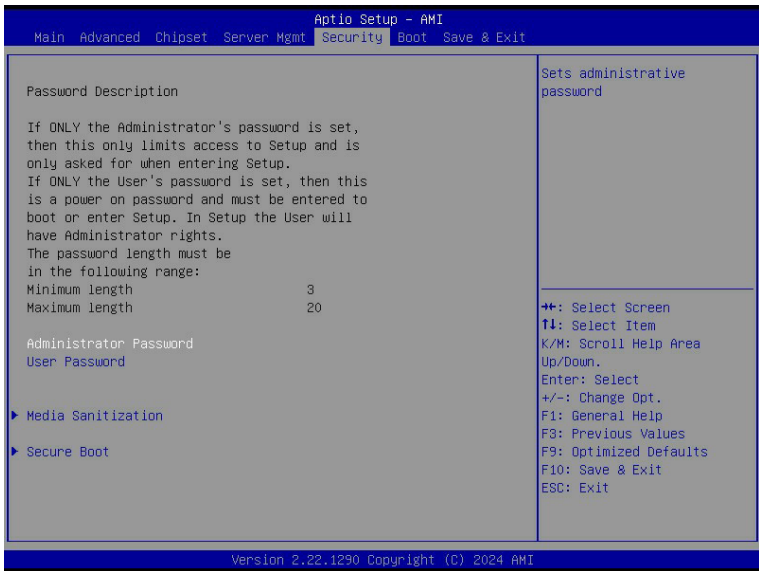 Aptio Setup – AMI
Main Advanced Chipset Server Mgmt Security Boot Save & Exit
Password Description
If ONLY the Administrator's password is set,
then this only limits access to Setup and is
only asked for when entering Setup.
If ONLY the User's password is set, then this
is a power on password and must be entered to
boot or enter Setup. In Setup the User will
have Administrator rights.
The password length must be
in the following range:
Minimum length 3
Maximum length 20
Administrator Password
User Password
Media Sanitization
Secure Boot
Sets administrative
password
→←: Select Screen
↑↓: Select Item
K/M: Scroll Help Area
Up/Down.
Enter: Select
+/-: Change Opt.
F1: General Help
F3: Previous Values
F9: Optimized Defaults
F10: Save & Exit
ESC: Exit
Version 2.22.1290 Copyright (C) 2024 AMI